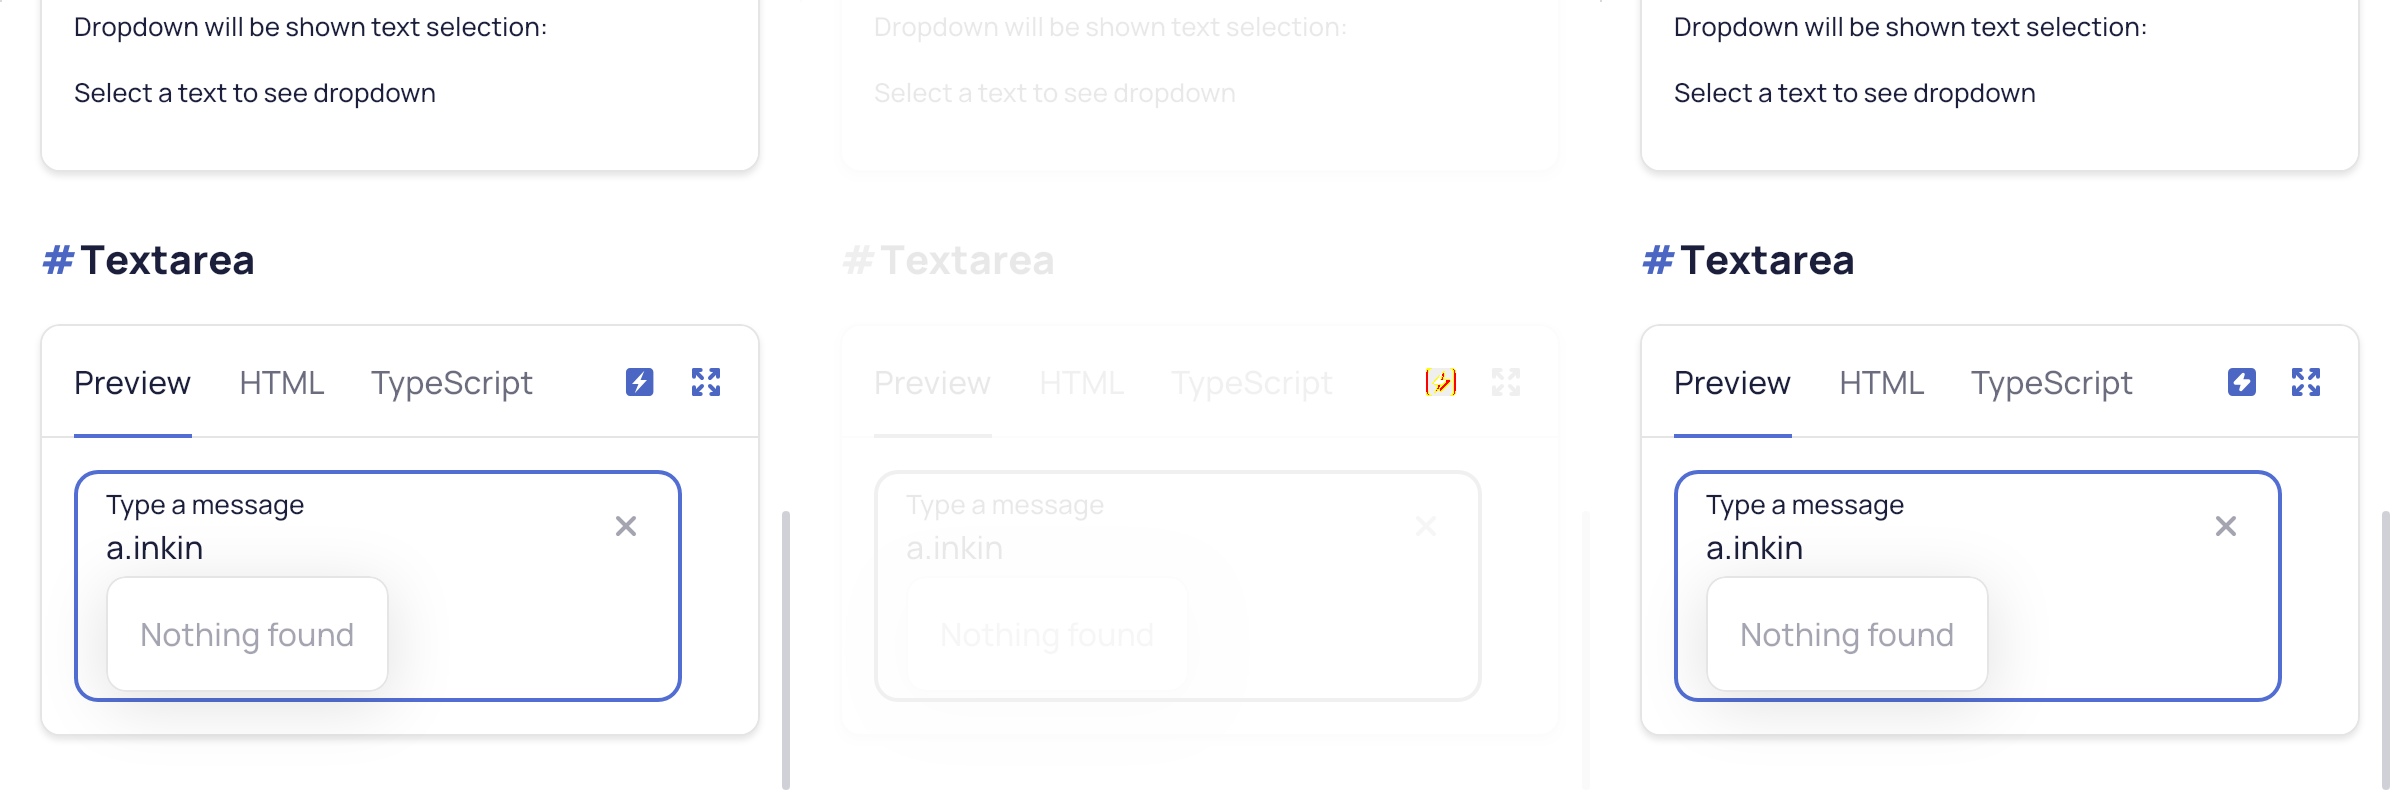 Dropdown will be shown text selection:
Select a text to see dropdown
#Textarea
Preview HTML TypeScript
Type a message
a.inkin
Nothing found
Dropdown will be shown text selection:
Select a text to see dropdown
#Textarea
Preview HTML TypeScript
Type a message
a.inkin
Nothing found
Dropdown will be shown text selection:
Select a text to see dropdown
#Textarea
Preview HTML TypeScript
Type a message
a.inkin
Nothing found